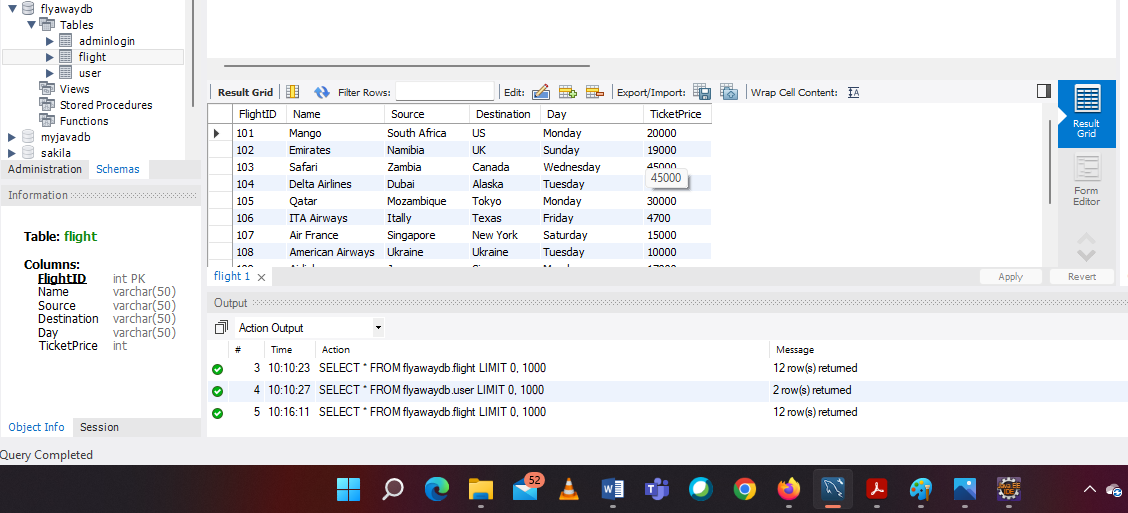 flyawaydb
Tables
adminlogin
flight
user
Views
Stored Procedures
Functions
myjavadb
sakila
Administration Schemas
Information
Table: flight
Columns:
FlightID int PK
Name varchar(50)
Source varchar(50)
Destination varchar(50)
Day varchar(50)
TicketPrice int
Object Info Session
Query Completed
Result Grid Filter Rows: Edit: Export/Import: Wrap Cell Content: IA
FlightID Name Source Destination Day TicketPrice
101 Mango South Africa US Monday 20000
102 Emirates Namibia UK Sunday 19000
103 Safari Zambia Canada Wednesday 45000
45000
104 Delta Airlines Dubai Alaska Tuesday
105 Qatar Mozambique Tokyo Monday 30000
106 ITA Airways Itally Texas Friday 4700
107 Air France Singapore New York Saturday 15000
108 American Airways Ukraine Ukraine Tuesday 10000
109
Result
Grid
Form
Editor
flight 1 Apply Revert
Output
Action Output
# Time Action Message
3 10:10:23 SELECT * FROM flyawaydb.flight LIMIT 0, 1000 12 row(s) returned
4 10:10:27 SELECT * FROM flyawaydb.user LIMIT 0, 1000 2 row(s) returned
5 10:16:11 SELECT * FROM flyawaydb.flight LIMIT 0, 1000 12 row(s) returned
52